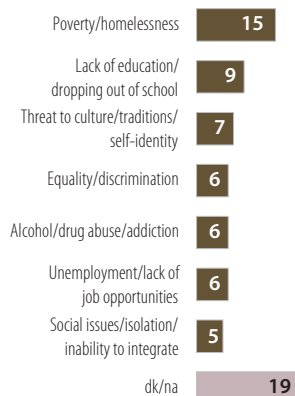 Poverty/homelessness 15
Lack of education/
dropping out of school 9
Threat to culture/traditions/
self-identity 7
Equality/discrimination 6
Alcohol/drug abuse/addiction 6
Unemployment/lack of
job opportunities 6
Social issues/isolation/
inability to integrate 5
dk/na 19